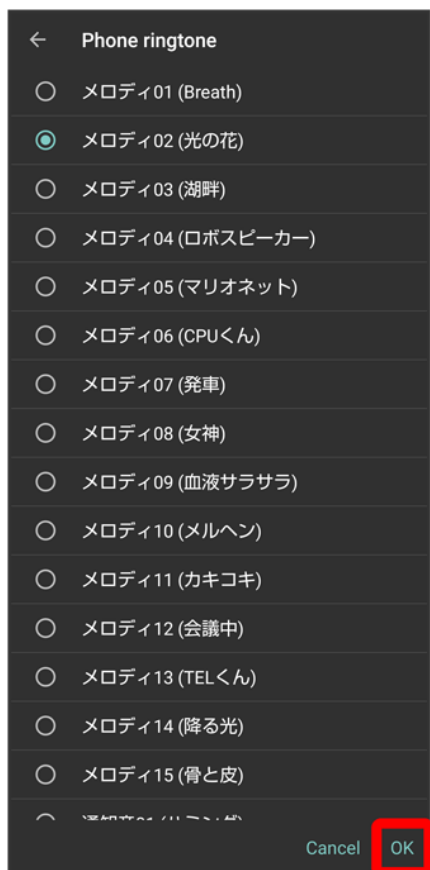 Phone ringtone
メロディ01 (Breath)
メロディ02 (光の花)
メロディ03 (湖畔)
メロディ04 (ロボスピーカー)
メロディ05 (マリオネット)
メロディ06 (CPUくん)
メロディ07 (発車)
メロディ08 (女神)
メロディ09 (血液サラサラ)
メロディ10 (メルヘン)
メロディ11 (カキコキ)
メロディ12 (会議中)
メロディ13 (TELくん)
メロディ14 (降る光)
メロディ15 (骨と皮)
Cancel OK